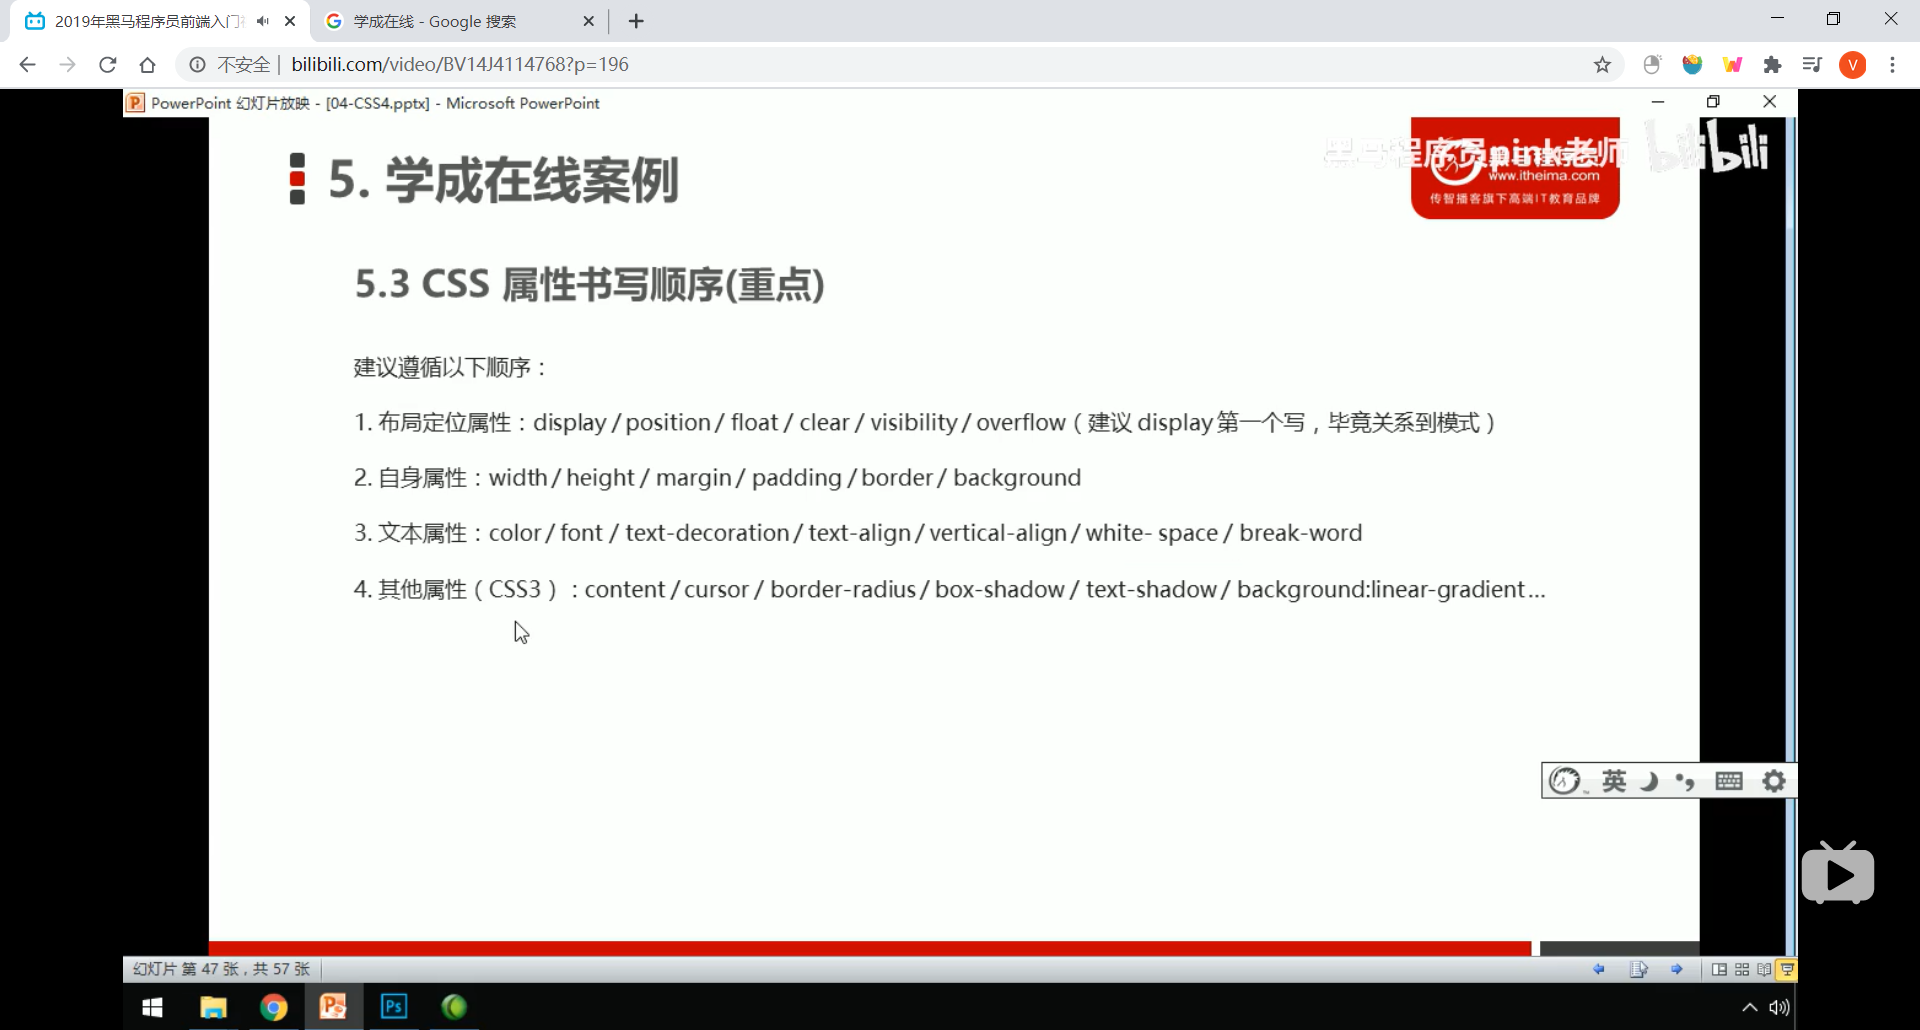 2019年黑马程序员前端入门
学成在线 - Google 搜索
不安全
bilibili.com/video/BV14J4114768?p=196
V
PowerPoint 幻灯片放映 - [04-CSS4.pptx] - Microsoft PowerPoint
黑马程序员pink老师
bilibili
www.itheima.com
传智播客旗下高端IT教育品牌
5. 学成在线案例
5.3 CSS 属性书写顺序(重点)
建议遵循以下顺序：
1. 布局定位属性：display / position / float / clear / visibility / overflow（建议 display 第一个写，毕竟关系到模式）
2. 自身属性：width / height / margin / padding / border / background
3. 文本属性：color / font / text-decoration / text-align / vertical-align / white- space / break-word
4. 其他属性（CSS3）：content / cursor / border-radius / box-shadow / text-shadow / background:linear-gradient…
英
幻灯片 第 47 张，共 57 张
Ps